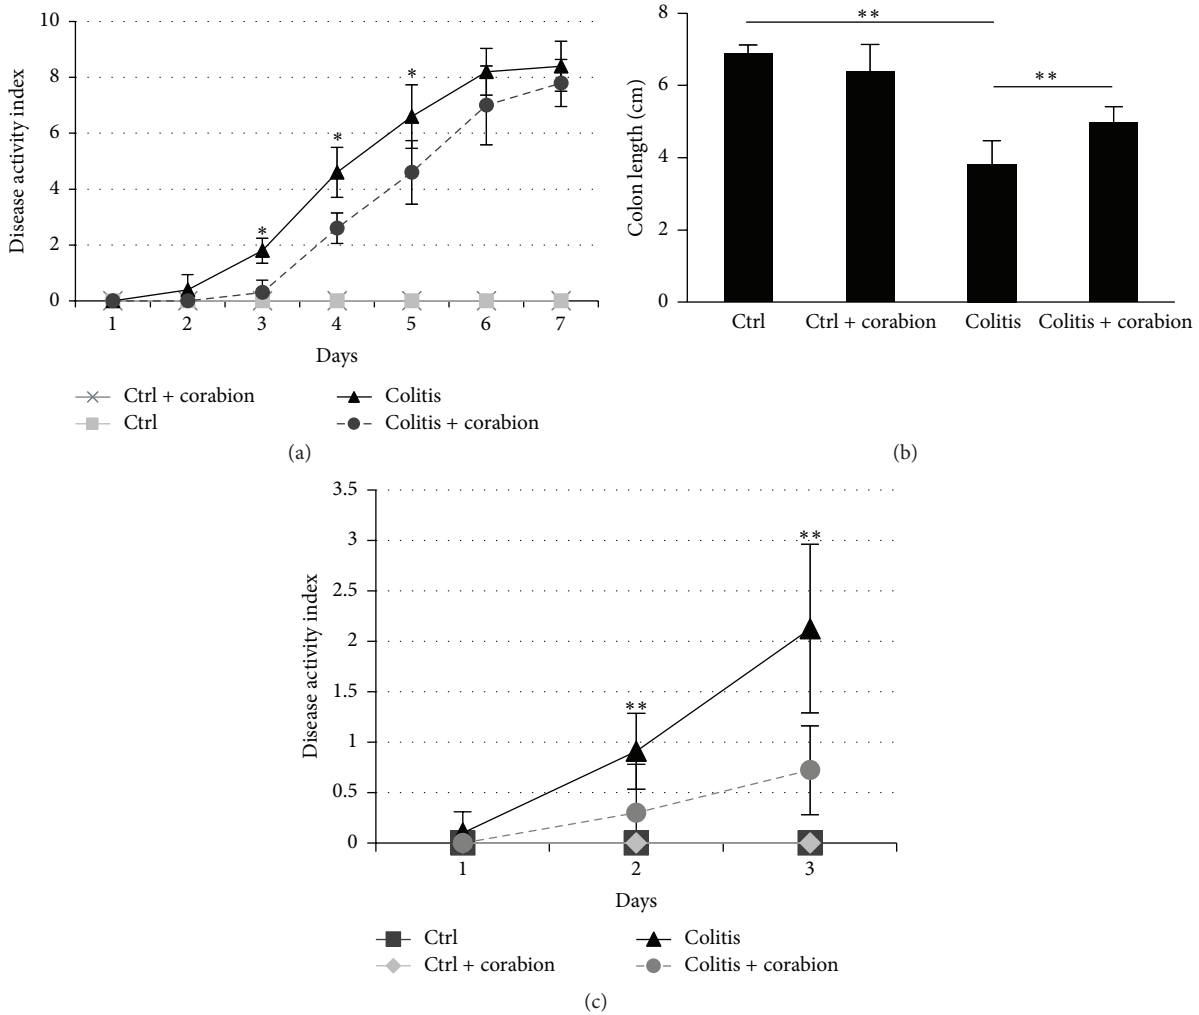 10
8
6
4
2
0
Disease activity index
*
*
*
1 2 3 4 5 6 7
Days
Ctrl + corabion
Ctrl
Colitis
Colitis + corabion
(a)
8
6
4
2
0
Colon length (cm)
**
**
Ctrl Ctrl + corabion Colitis Colitis + corabion
(b)
3.5
3
2.5
2
1.5
1
0.5
0
Disease activity index
**
**
1 2 3
Days
Ctrl
Ctrl + corabion
Colitis
Colitis + corabion
(c)